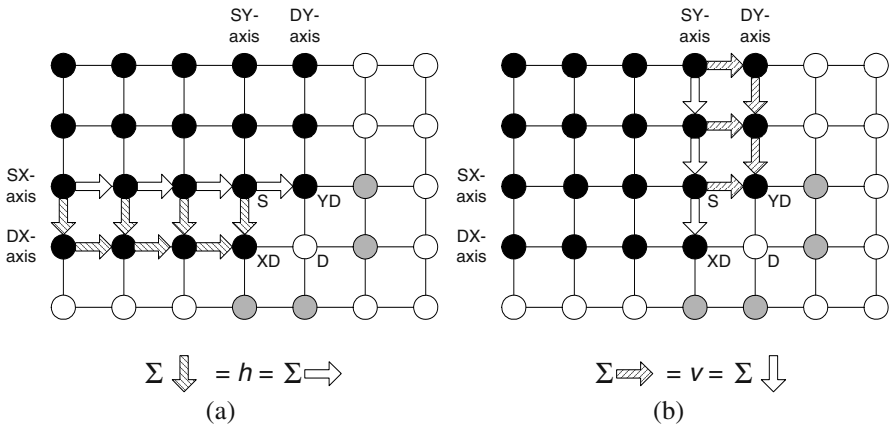 SY-axis DY-axis SY-axis DY-axis
SX-axis SX-axis
S YD S YD
DX-axis DX-axis
XD D XD D
Σ = h = Σ Σ = v = Σ
(a) (b)